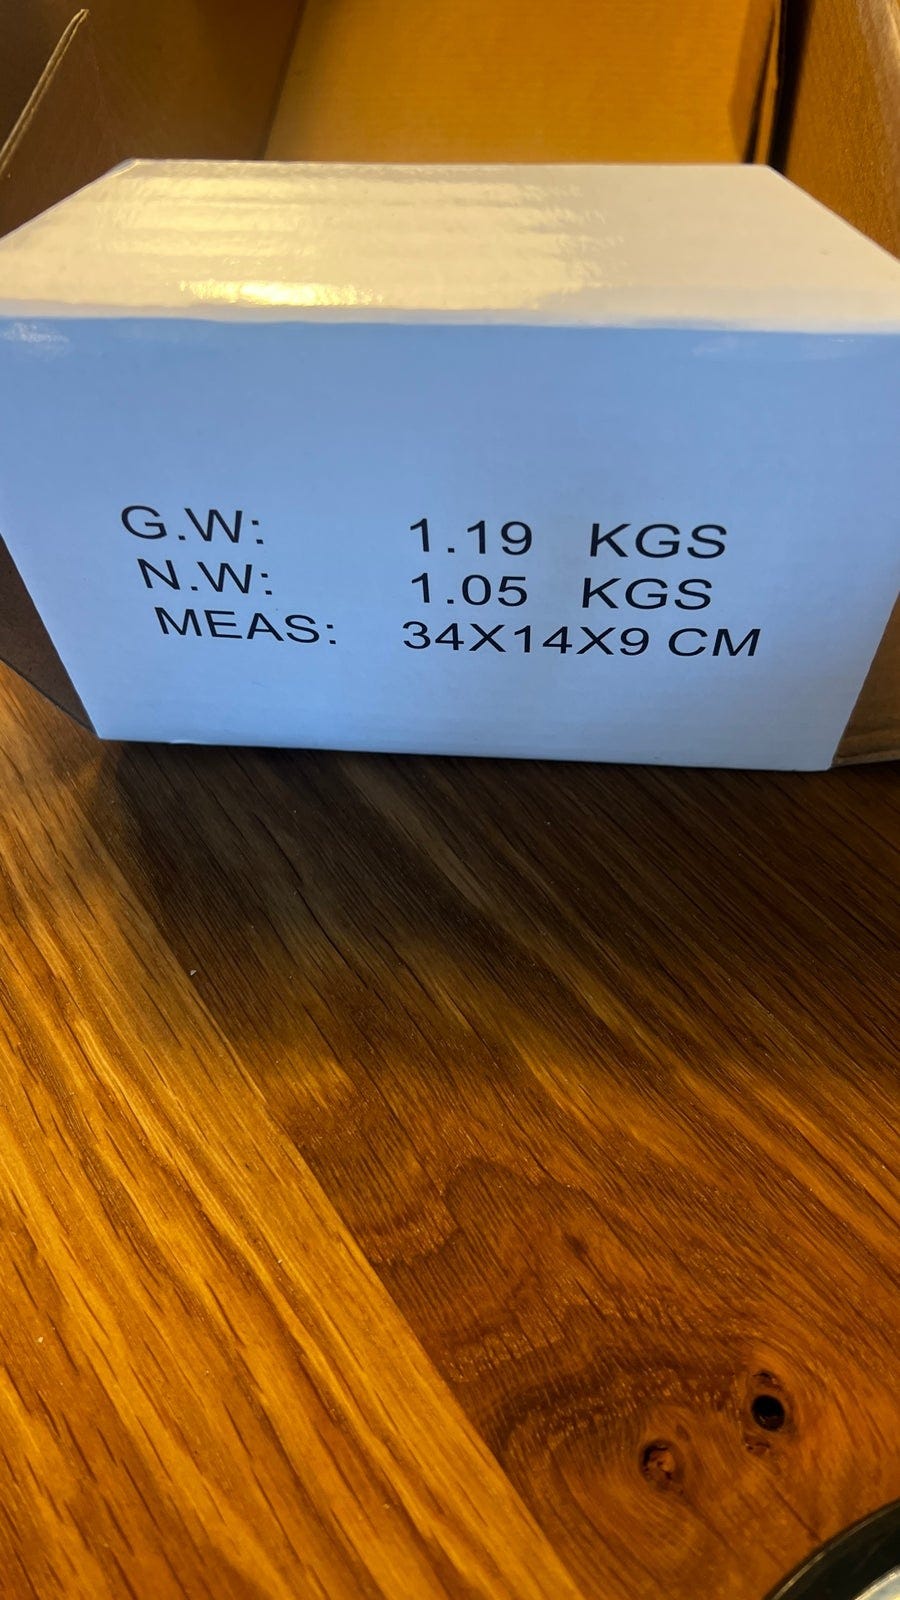 G.W: 1.19 KGS
N.W: 1.05 KGS
MEAS: 34X14X9 CM